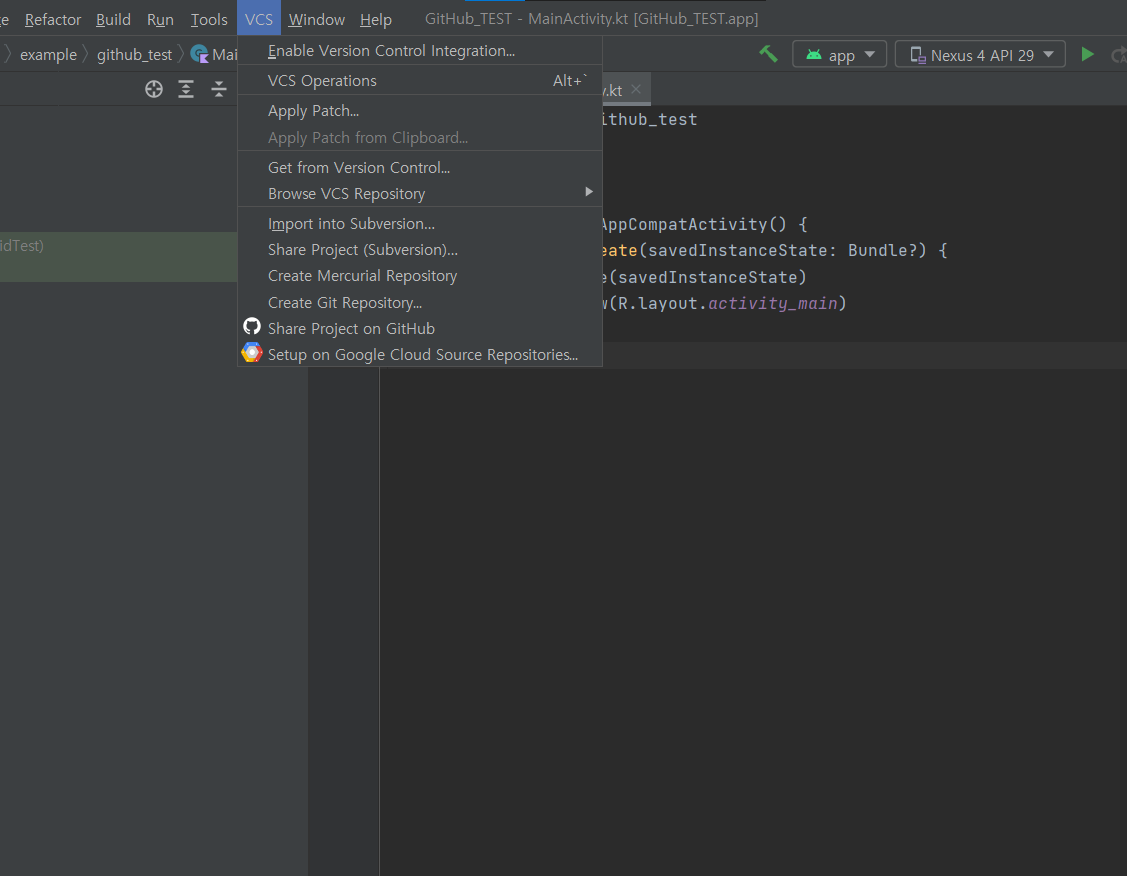 Refactor Build Run Tools VCS Window Help GitHub_TEST - MainActivity.kt [GitHub_TEST.app]
example github_test Mai app Nexus 4 API 29
Enable Version Control Integration...
VCS Operations Alt+`
Apply Patch...
Apply Patch from Clipboard...
Get from Version Control...
Browse VCS Repository
Import into Subversion...
Share Project (Subversion)...
Create Mercurial Repository
Create Git Repository...
Share Project on GitHub
Setup on Google Cloud Source Repositories...
idTest)
.kt
ithub_test
AppCompatActivity() {
eate(savedInstanceState: Bundle?) {
e(savedInstanceState)
w(R.layout.activity_main)